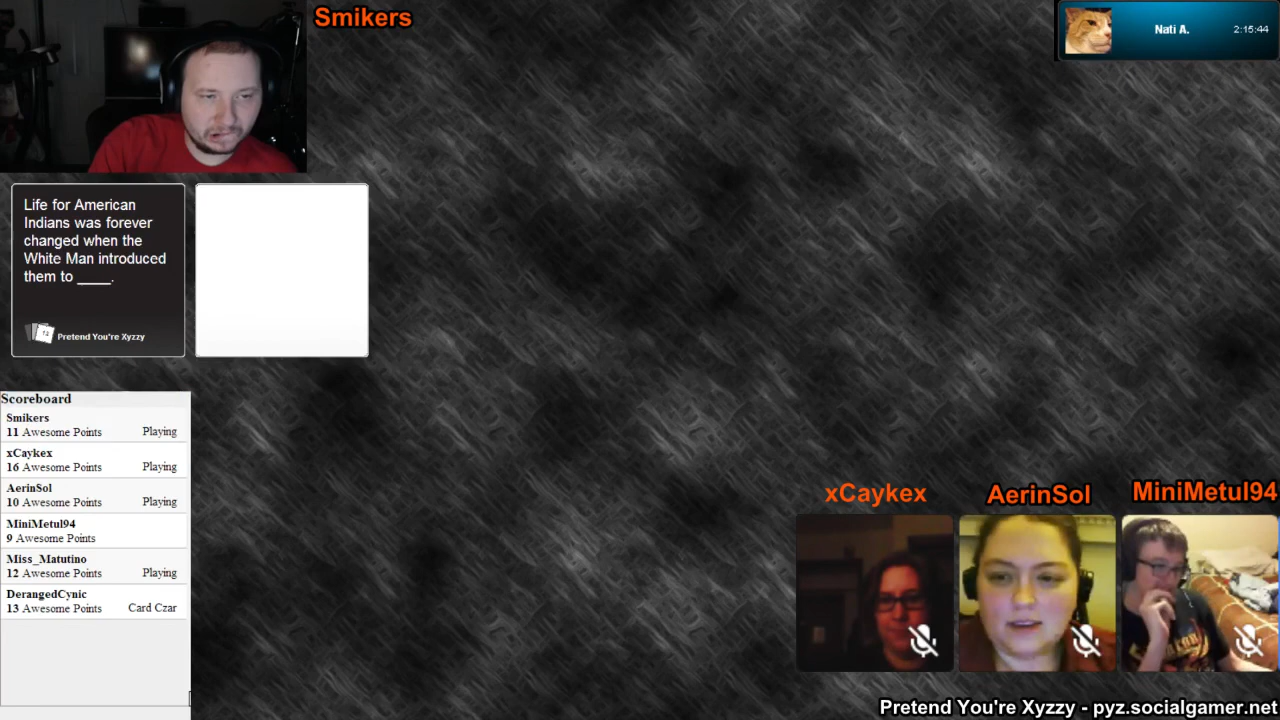 Smikers
Nati A.
2:15:44
Life for American
Indians was forever
changed when the
White Man introduced
them to _____.
Pretend You're Xyzzy
Scoreboard
Smikers
11 Awesome Points Playing
xCaykex
16 Awesome Points Playing
AerinSol
10 Awesome Points Playing
MiniMetul94
9 Awesome Points
Miss_Matutino
12 Awesome Points Playing
DerangedCynic
13 Awesome Points Card Czar
xCaykex
AerinSol
MiniMetul94
Pretend You're Xyzzy - pyz.socialgamer.net